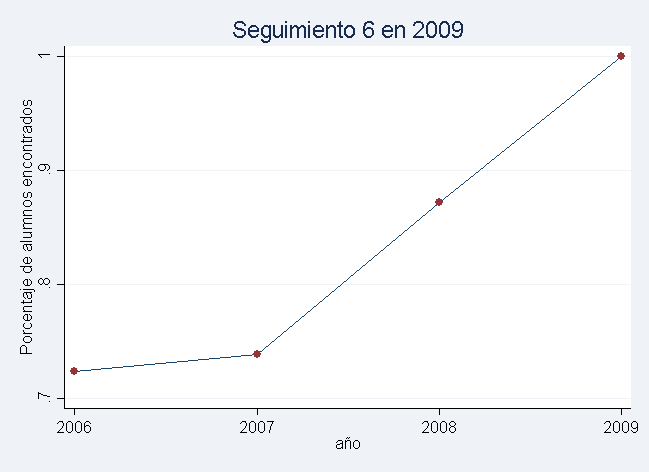 Seguimiento 6 en 2009
Porcentaje de alumnos encontrados
1
.9
.8
.7
2006 2007 2008 2009
año